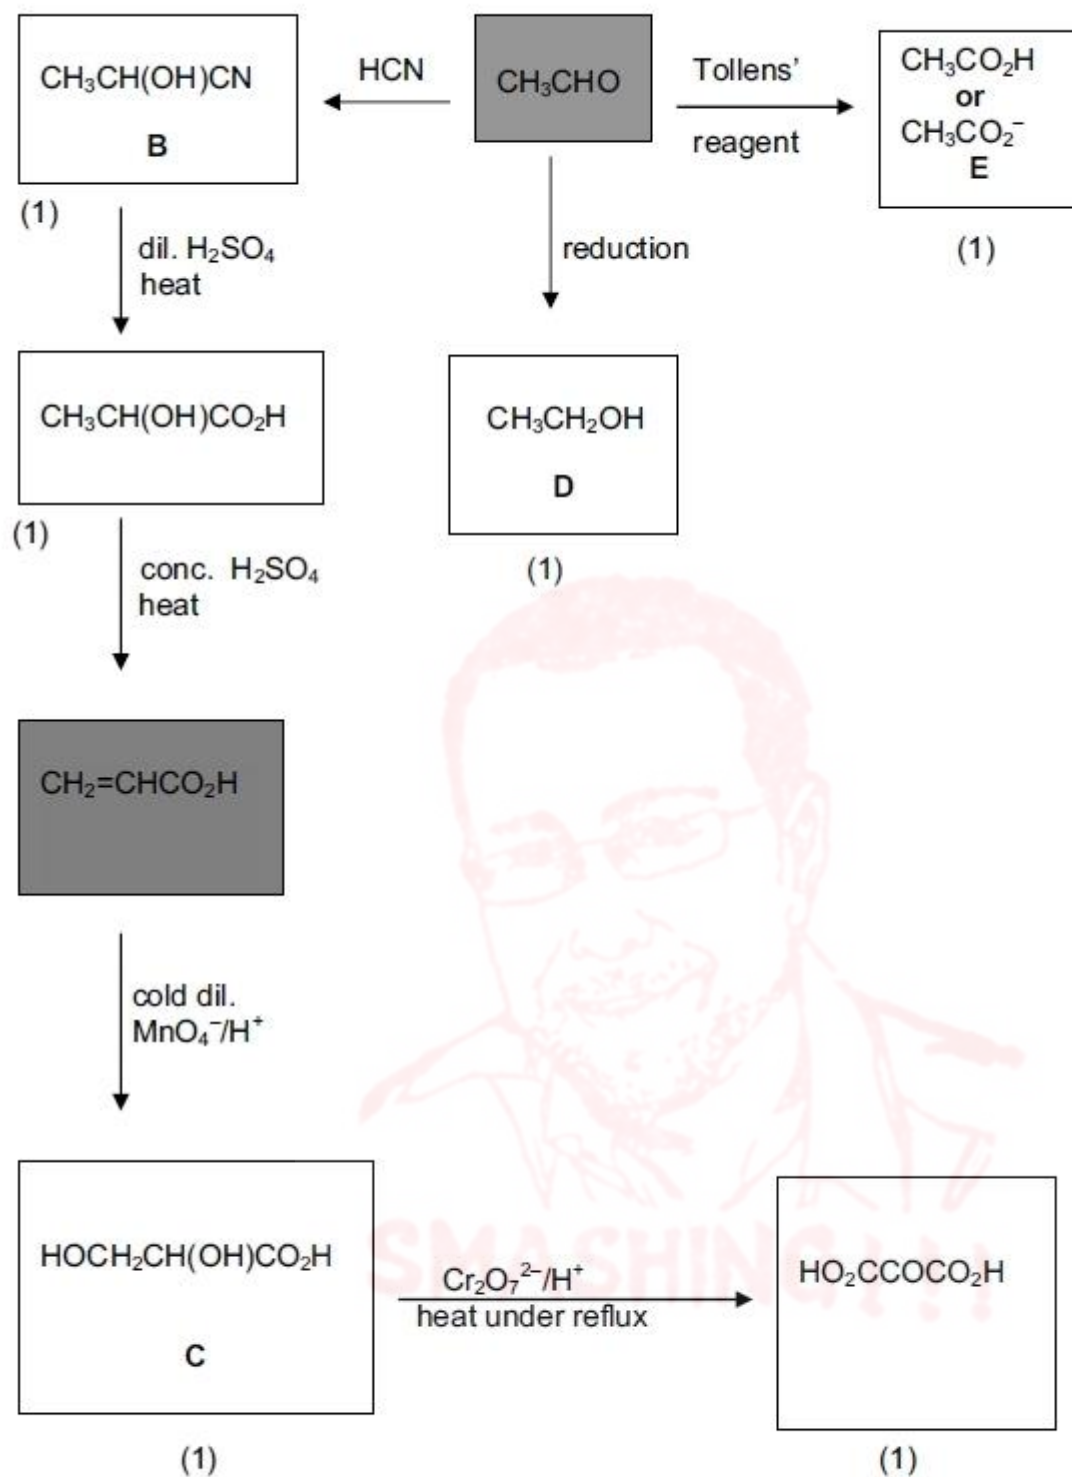 CH₃CH(OH)CN
B
(1)
HCN
CH₃CHO
Tollens’
reagent
CH₃CO₂H
or
CH₃CO₂⁻
E
(1)
dil. H₂SO₄
heat
reduction
CH₃CH(OH)CO₂H
(1)
CH₃CH₂OH
D
(1)
conc. H₂SO₄
heat
CH₂=CHCO₂H
cold dil.
MnO₄⁻/H⁺
HOCH₂CH(OH)CO₂H
C
(1)
Cr₂O₇²⁻/H⁺
heat under reflux
HO₂CCOCO₂H
(1)
SMASHING!!!